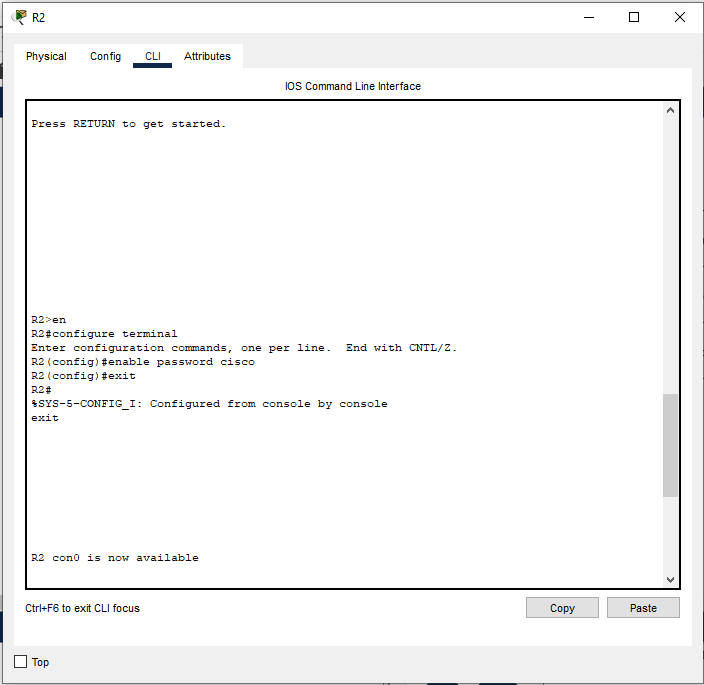 R2
Physical Config CLI Attributes
IOS Command Line Interface
Press RETURN to get started.
R2>en
R2#configure terminal
Enter configuration commands, one per line.  End with CNTL/Z.
R2(config)#enable password cisco
R2(config)#exit
R2#
%SYS-5-CONFIG_I: Configured from console by console
exit
R2 con0 is now available
Ctrl+F6 to exit CLI focus
Copy Paste
Top